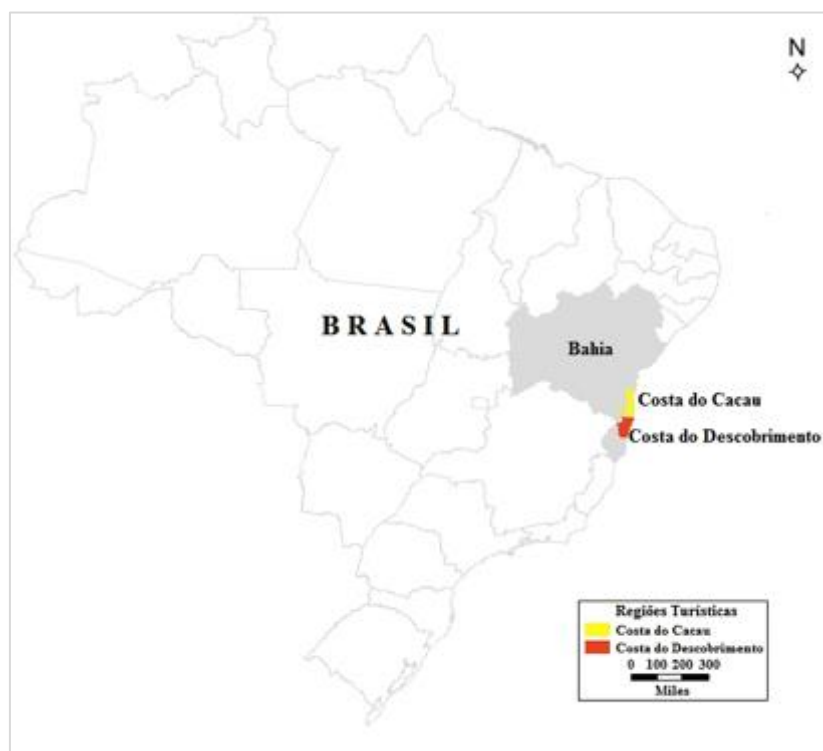 N
B R A S I L
Bahia
Costa do Cacau
Costa do Descobrimento
Regiões Turísticas
Costa do Cacau
Costa do Descobrimento
0 100 200 300
Miles